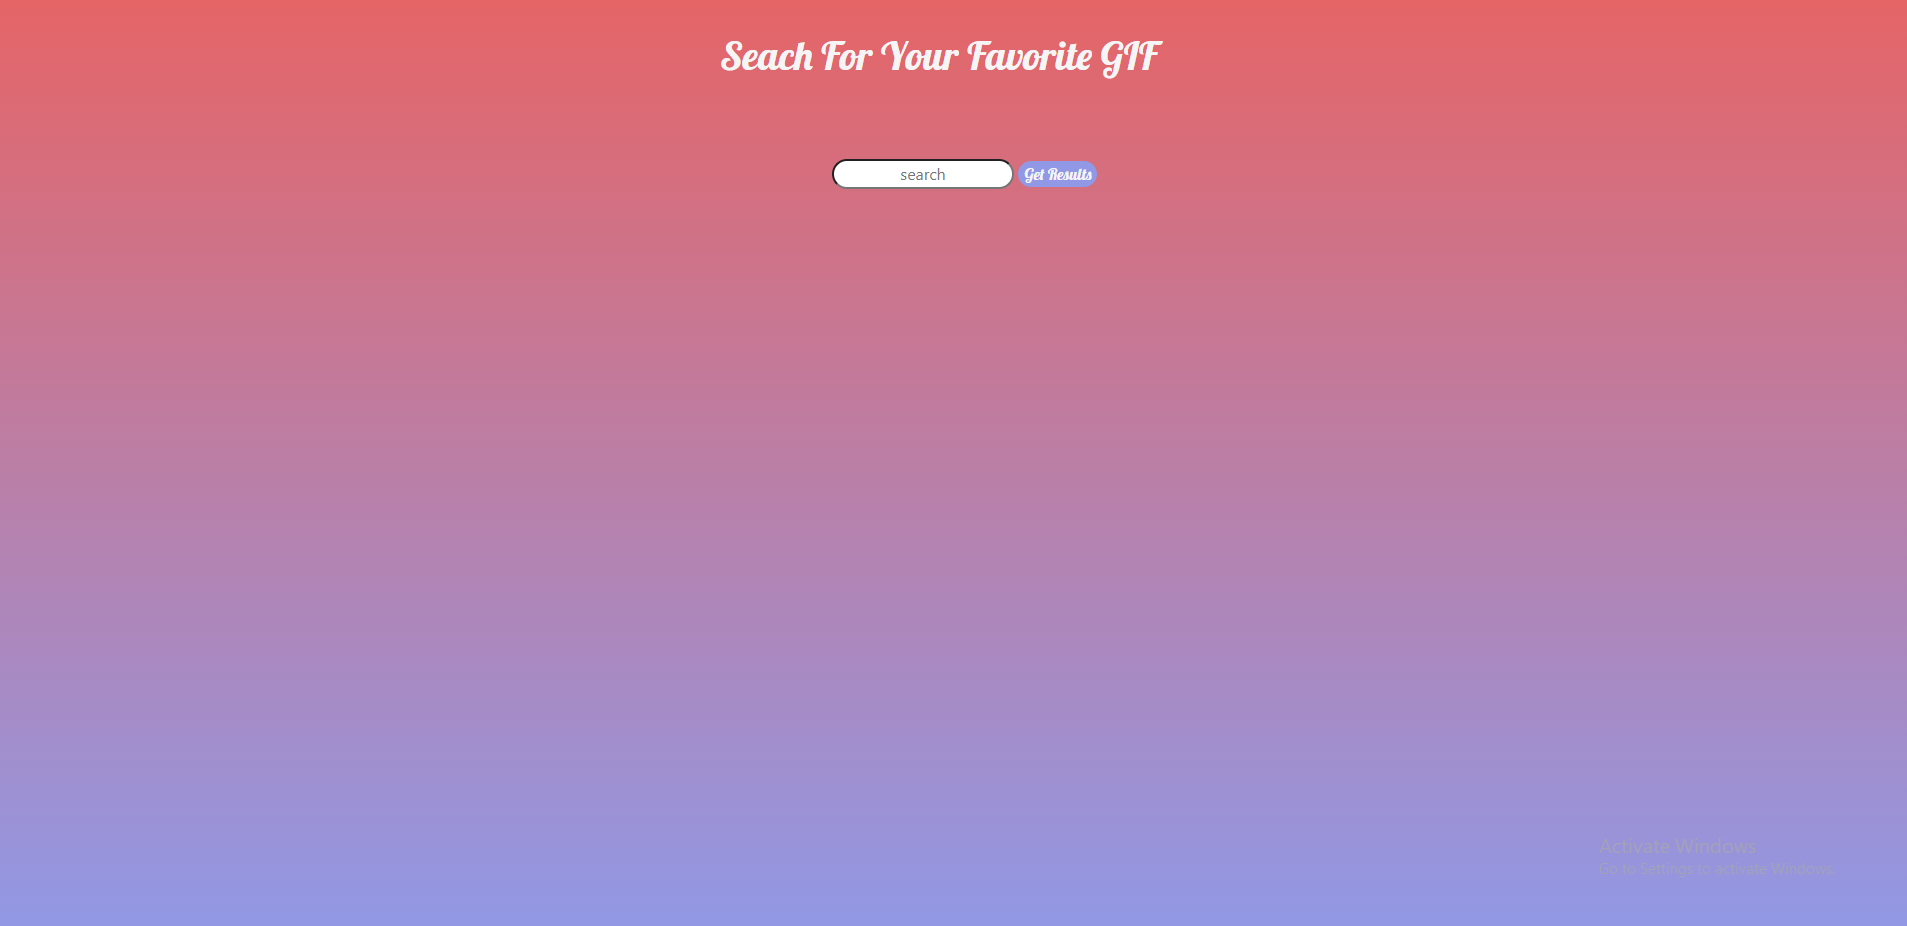 Seach For Your Favorite GIF
search
Get Results
Activate Windows
Go to Settings to activate Windows.